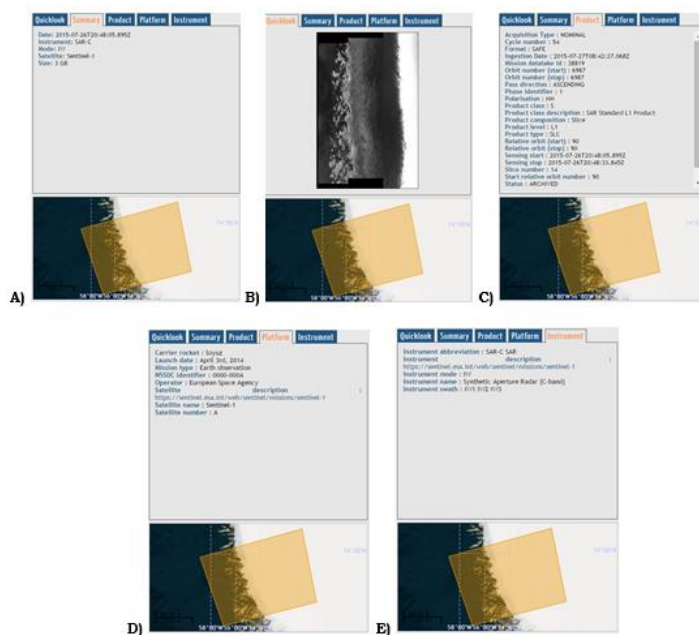 Quicklook Summary Product Platform Instrument
Date: 2015-07-26T20:48:05.895Z
Instrument: SAR-C
Mode: IW
Satellite: Sentinel-1
Size: 3 GB
A)
Quicklook Summary Product Platform Instrument
B)
Quicklook Summary Product Platform Instrument
Acquisition Type : NOMINAL
Cycle number : 54
Format : SAFE
Ingestion Date : 2015-07-27T08:42:27.968Z
Mission datatake id : 38819
Orbit number (start) : 6987
Orbit number (stop) : 6987
Pass direction : ASCENDING
Phase identifier : 1
Polarisation : HH
Product class : S
Product class description : SAR Standard L1 Product
Product composition : Slice
Product level : L1
Product type : SLC
Relative orbit (start) : 90
Relative orbit (stop) : 90
Sensing start : 2015-07-26T20:48:05.895Z
Sensing stop : 2015-07-26T20:48:33.845Z
Slice number : 14
Start relative orbit number : 90
Status : ARCHIVED
C)
Quicklook Summary Product Platform Instrument
Carrier rocket : Soyuz
Launch date : April 3rd, 2014
Mission type : Earth observation
NSSDC identifier : 0000-000A
Operator : European Space Agency
Satellite description :
https://sentinel.esa.int/web/sentinel/missions/sentinel-1
Satellite name : Sentinel-1
Satellite number : A
D)
Quicklook Summary Product Platform Instrument
Instrument abbreviation : SAR-C SAR
Instrument description :
https://sentinel.esa.int/web/sentinel/missions/sentinel-1
Instrument mode : IW
Instrument name : Synthetic Aperture Radar (C-band)
Instrument swath : IW1 IW2 IW3
E)